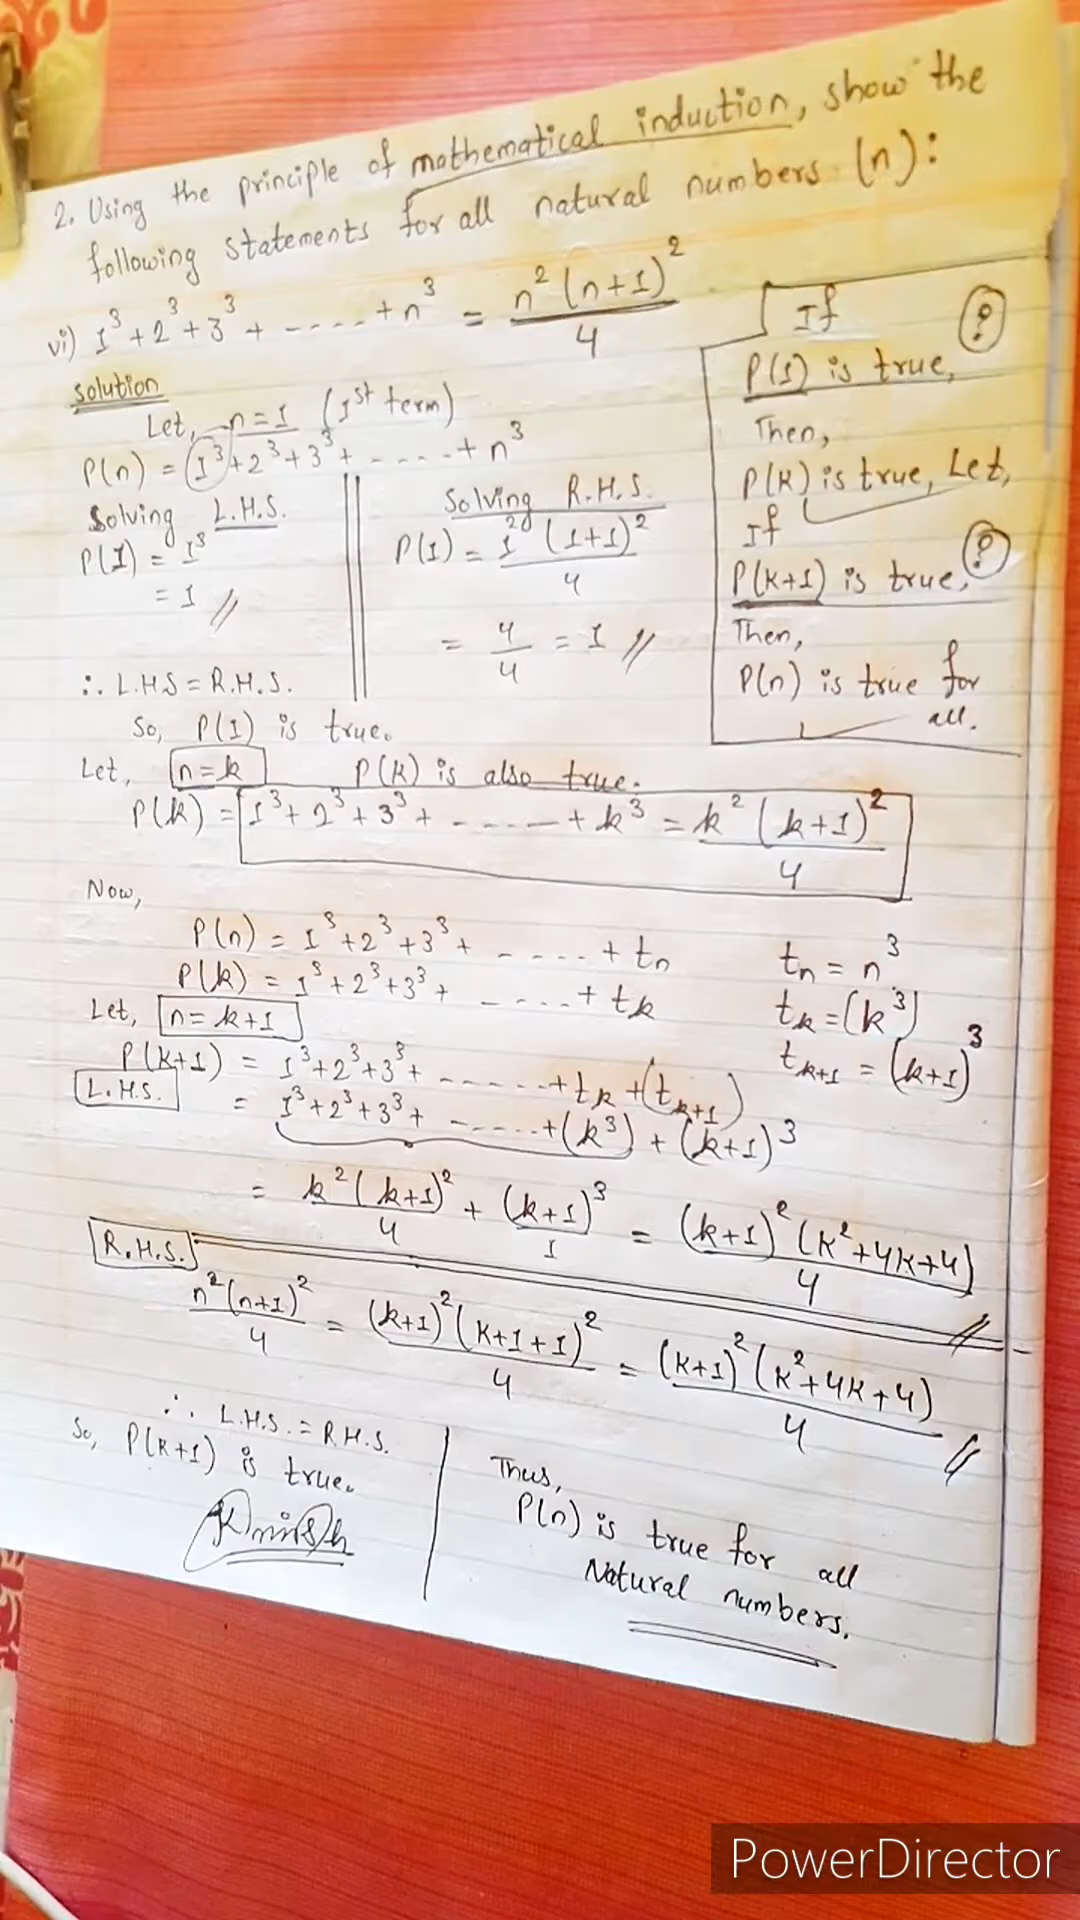 2. Using the principle of mathematical induction, show the
following statements for all natural numbers (n):
vi) 1³ + 2³ + 3³ + ----- + n³ = n²(n+1)²/4
solution
Let, n=1 (1st term)
P(n) = 1³+2³+3³+ ----- + n³
Solving L.H.S.
P(1) = 1³
= 1 //
Solving R.H.S.
P(1) = 1²(1+1)²/4
= 4/4 = 1 //
∴ L.H.S = R.H.S.
So, P(1) is true.
If
P(1) is true, ?
Then,
P(k) is true, Let,
If
P(k+1) is true, ?
Then,
P(n) is true for
all.
Let, n=k P(k) is also true.
P(k) = 1³+2³+3³+ ------ + k³ = k²(k+1)²/4
Now,
P(n) = 1³+2³+3³+ ----- + tn
P(k) = 1³+2³+3³+ ----- + tk
tn = n³
tk = (k³)
tk+1 = (k+1)³
Let, n=k+1
P(k+1) = 1³+2³+3³+ ------ + tk + (tk+1)
L.H.S.
= 1³+2³+3³+ ------ + (k³) + (k+1)³
= k²(k+1)²/4 + (k+1)³/1 = (k+1)²(k²+4k+4)/4 //
R.H.S.
n²(n+1)²/4 = (k+1)²(k+1+1)²/4 = (k+1)²(k²+4k+4)/4 //
∴ L.H.S. = R.H.S.
So, P(k+1) is true.
Thus,
P(n) is true for all
Natural numbers.
PowerDirector